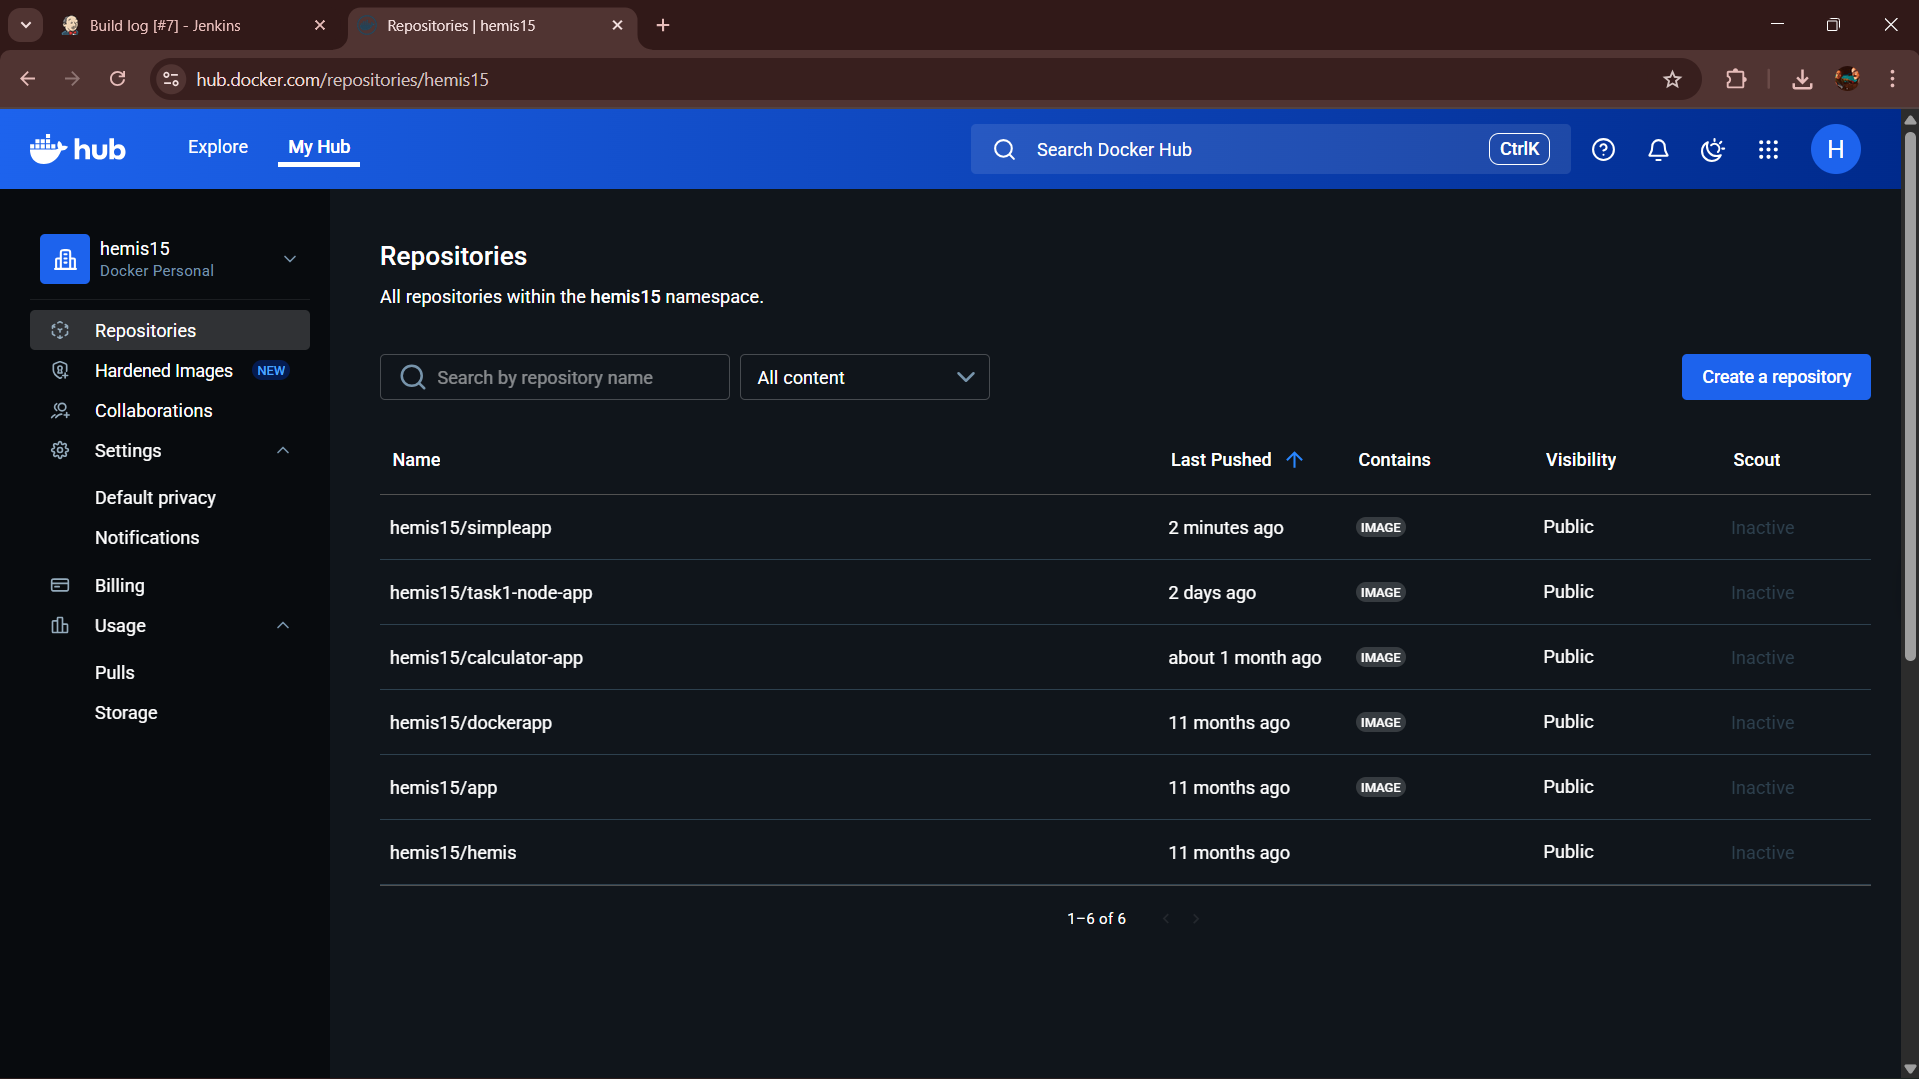 Build log [#7] - Jenkins
Repositories | hemis15
hub.docker.com/repositories/hemis15
hub
Explore
My Hub
Search Docker Hub
CtrlK
H
hemis15
Docker Personal
Repositories
Hardened Images NEW
Collaborations
Settings
Default privacy
Notifications
Billing
Usage
Pulls
Storage
Repositories
All repositories within the hemis15 namespace.
Search by repository name
All content
Create a repository
Name Last Pushed Contains Visibility Scout
hemis15/simpleapp 2 minutes ago IMAGE Public Inactive
hemis15/task1-node-app 2 days ago IMAGE Public Inactive
hemis15/calculator-app about 1 month ago IMAGE Public Inactive
hemis15/dockerapp 11 months ago IMAGE Public Inactive
hemis15/app 11 months ago IMAGE Public Inactive
hemis15/hemis 11 months ago Public Inactive
1–6 of 6